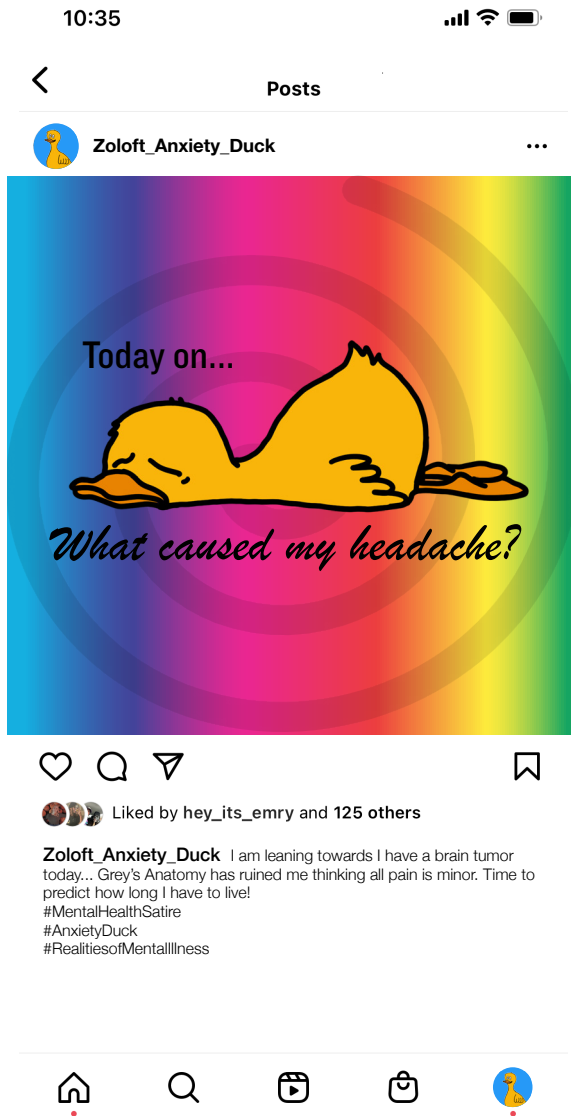 10:35
Posts
Zoloft_Anxiety_Duck
Today on...
What caused my headache?
Liked by hey_its_emry and 125 others
Zoloft_Anxiety_Duck I am leaning towards I have a brain tumor
today... Grey's Anatomy has ruined me thinking all pain is minor. Time to
predict how long I have to live!
#MentalHealthSatire
#AnxietyDuck
#RealitiesofMentalIllness